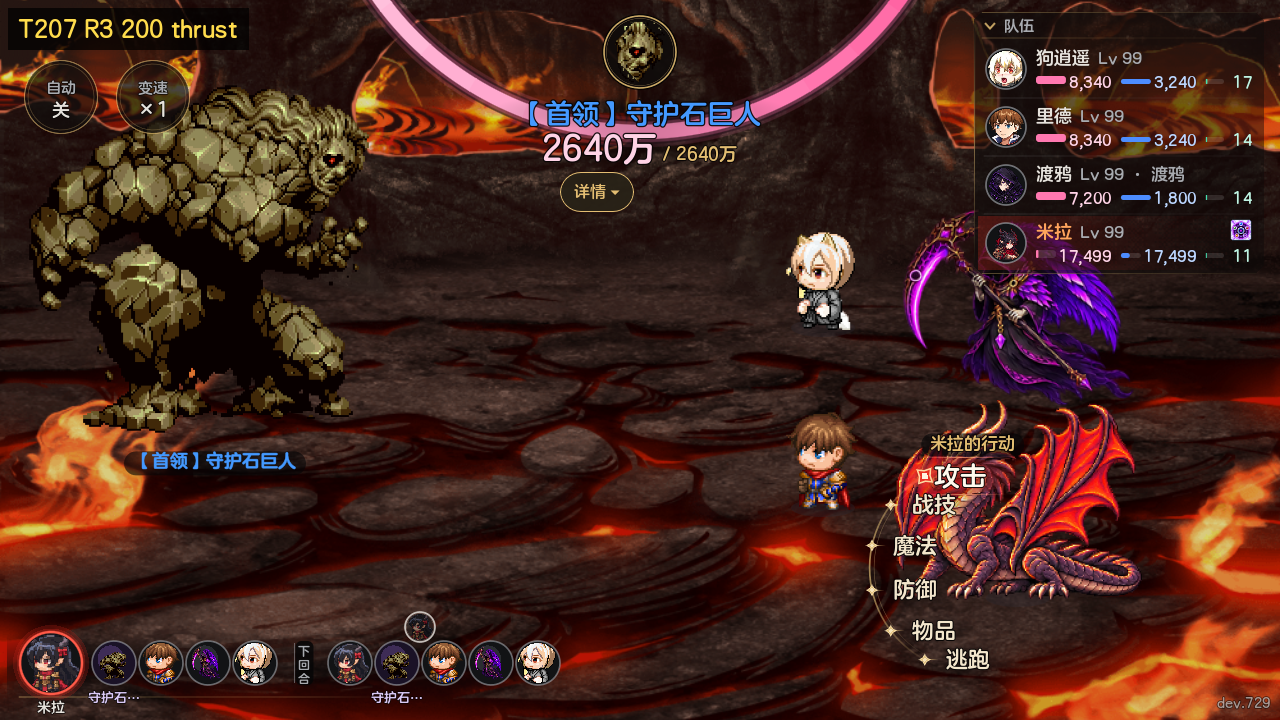 T207 R3 200 thrust
自动
关
变速
×1
【首领】守护石巨人
2640万 / 2640万
详情
队伍
狗逍遥 Lv 99
8,340 3,240 17
里德 Lv 99
8,340 3,240 14
渡鸦 Lv 99 · 渡鸦
7,200 1,800 14
米拉 Lv 99
17,499 17,499 11
【首领】守护石巨人
米拉的行动
攻击
战技
魔法
防御
物品
逃跑
米拉
守护石…
下回合
守护石…
dev.729